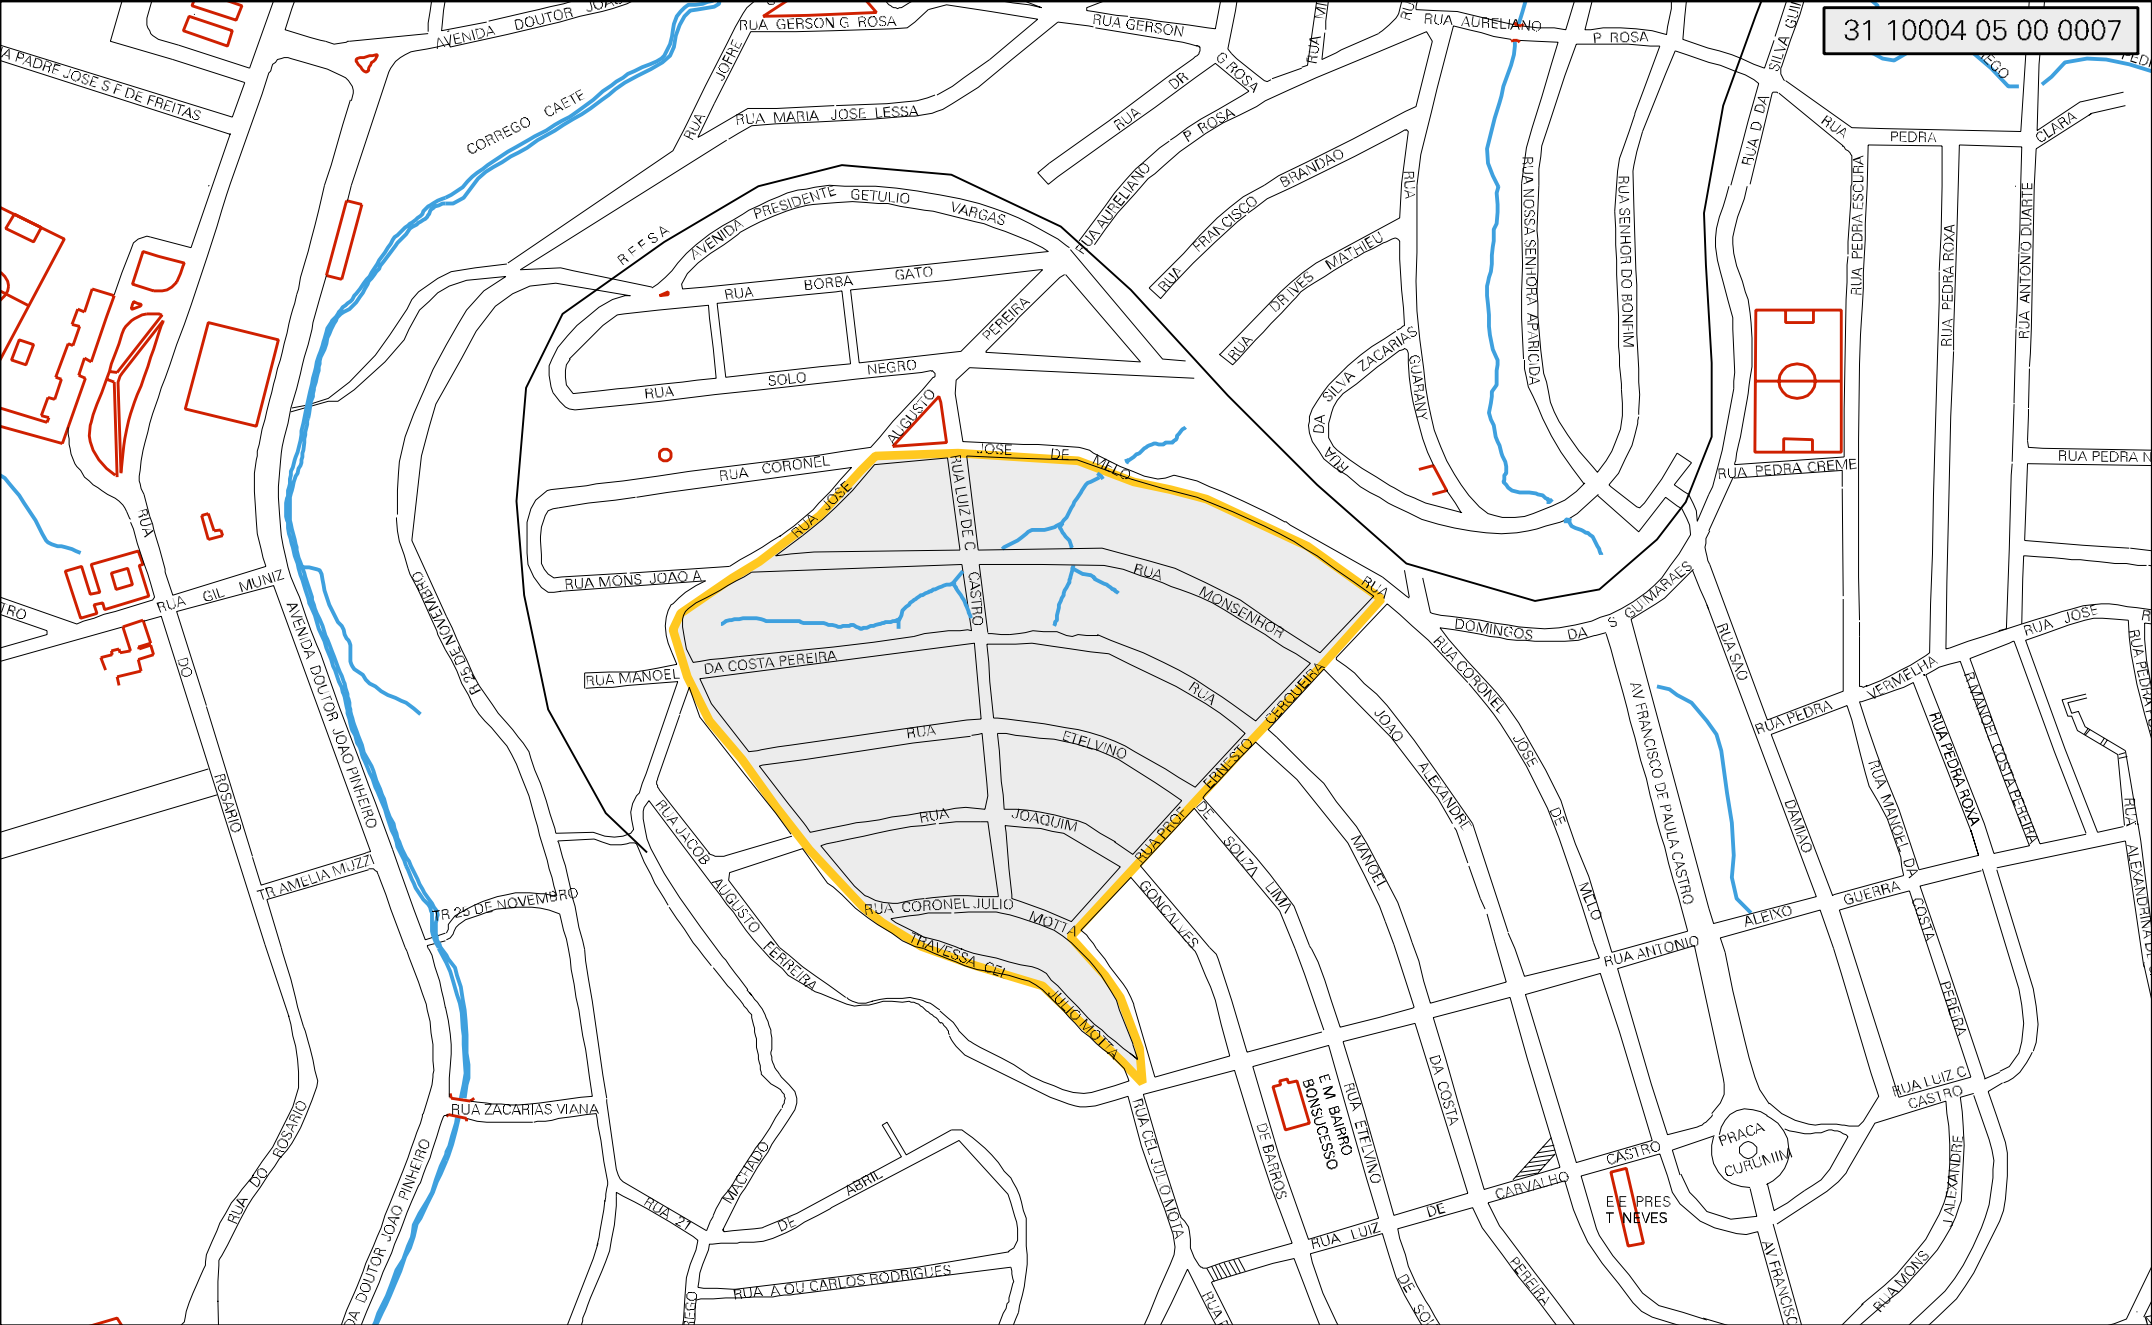 31 10004 05 00 0007
AVENIDA DOUTOR
RUA GERSON G ROSA
RUA GERSON
RUA AURELIANO
P ROSA
SILVA
PADRE JOSE S F DE FREITAS
CORREGO CAETE
RUA JOFRE
RUA MARIA JOSE LESSA
RUA DR
G ROSA
RUA AURELIANO P ROSA
RUA FRANCISCO BRANDAO
RUA DR IVES MATHIEU
RUA DA SILVA ZACARIAS
RUA GUARANY
RUA NOSSA SENHORA APARICIDA
RUA SENHOR DO BONFIM
RUA D DA
RUA PEDRA
CLARA
RUA PEDRA ESCURA
RUA PEDRA ROXA
RUA ANTONIO DUARTE
RUA PEDRA CREME
RUA PEDRA N
R F F S A
AVENIDA PRESIDENTE GETULIO VARGAS
RUA BORBA GATO
PEREIRA
RUA SOLO NEGRO
AUGUSTO
RUA CORONEL
JOSE DE MELO
RUA JOSE
RUA LUIZ DE C
CASTRO
RUA MONS JOAO A
RUA MONSENHOR
RUA
RUA MANOEL
DA COSTA PEREIRA
RUA
RUA ETELVINO
RUA JOAQUIM
RUA PROF ERNESTO CERQUEIRA
RUA CORONEL JULIO MOTTA
TRAVESSA CEI
JULIO MOTTA
DOMINGOS DA S GUIMARAES
RUA GIL MUNIZ
RUA DO ROSARIO
AVENIDA DOUTOR JOAO PINHEIRO
R 25 DE NOVEMBRO
TR AMELIA MUZZI
TR 25 DE NOVEMBRO
RUA JACOB AUGUSTO FERREIRA
RUA ZACARIAS VIANA
RUA DO ROSARIO
DA DOUTOR JOAO PINHEIRO
RUA 21 DE ABRIL
MACHADO
RUA A OU CARLOS RODRIGUES
RUA CEL JULIO MOTA
GONCALVES
DE BARROS
DE SOUZA LIMA
RUA ETELVINO
MANOEL
DA COSTA
PEREIRA
JOAO ALEXANDRE
RUA CORONEL JOSE DE MELLO
AV FRANCISCO DE PAULA CASTRO
RUA SAO DAMIAO
RUA PEDRA VERMELHA
RUA JOSE
RUA MANOEL DA COSTA PEREIRA
RUA PEDRA ROXA
R MANOEL COSTA PEREIRA
RUA ANTONIO ALEIXO GUERRA
E M BAIRRO
BONSUCESSO
RUA LUIZ DE CARVALHO CASTRO
E E PRES
T NEVES
PRACA
CURUMIM
RUA LUIZ C
CASTRO
J ALEXANDRE
RUA MONS
AV FRANCISC